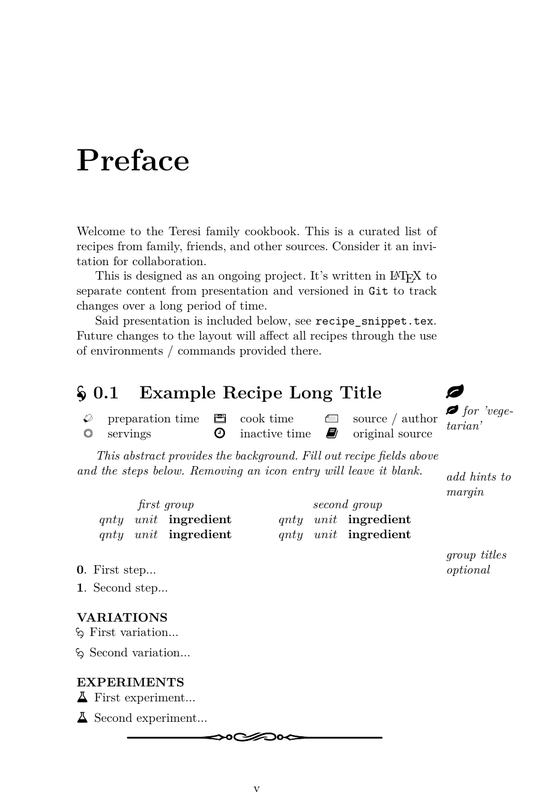 Preface
Welcome to the Teresi family cookbook. This is a curated list of
recipes from family, friends, and other sources. Consider it an invi-
tation for collaboration.
This is designed as an ongoing project. It's written in LATEX to
separate content from presentation and versioned in Git to track
changes over a long period of time.
Said presentation is included below, see recipe_snippet.tex.
Future changes to the layout will affect all recipes through the use
of environments / commands provided there.
§ 0.1 Example Recipe Long Title
for 'vege-
tarian'
preparation time cook time source / author
servings inactive time original source
This abstract provides the background. Fill out recipe fields above
and the steps below. Removing an icon entry will leave it blank.
add hints to
margin
first group second group
qnty unit ingredient qnty unit ingredient
qnty unit ingredient qnty unit ingredient
group titles
optional
0. First step...
1. Second step...
VARIATIONS
First variation...
Second variation...
EXPERIMENTS
First experiment...
Second experiment...
v